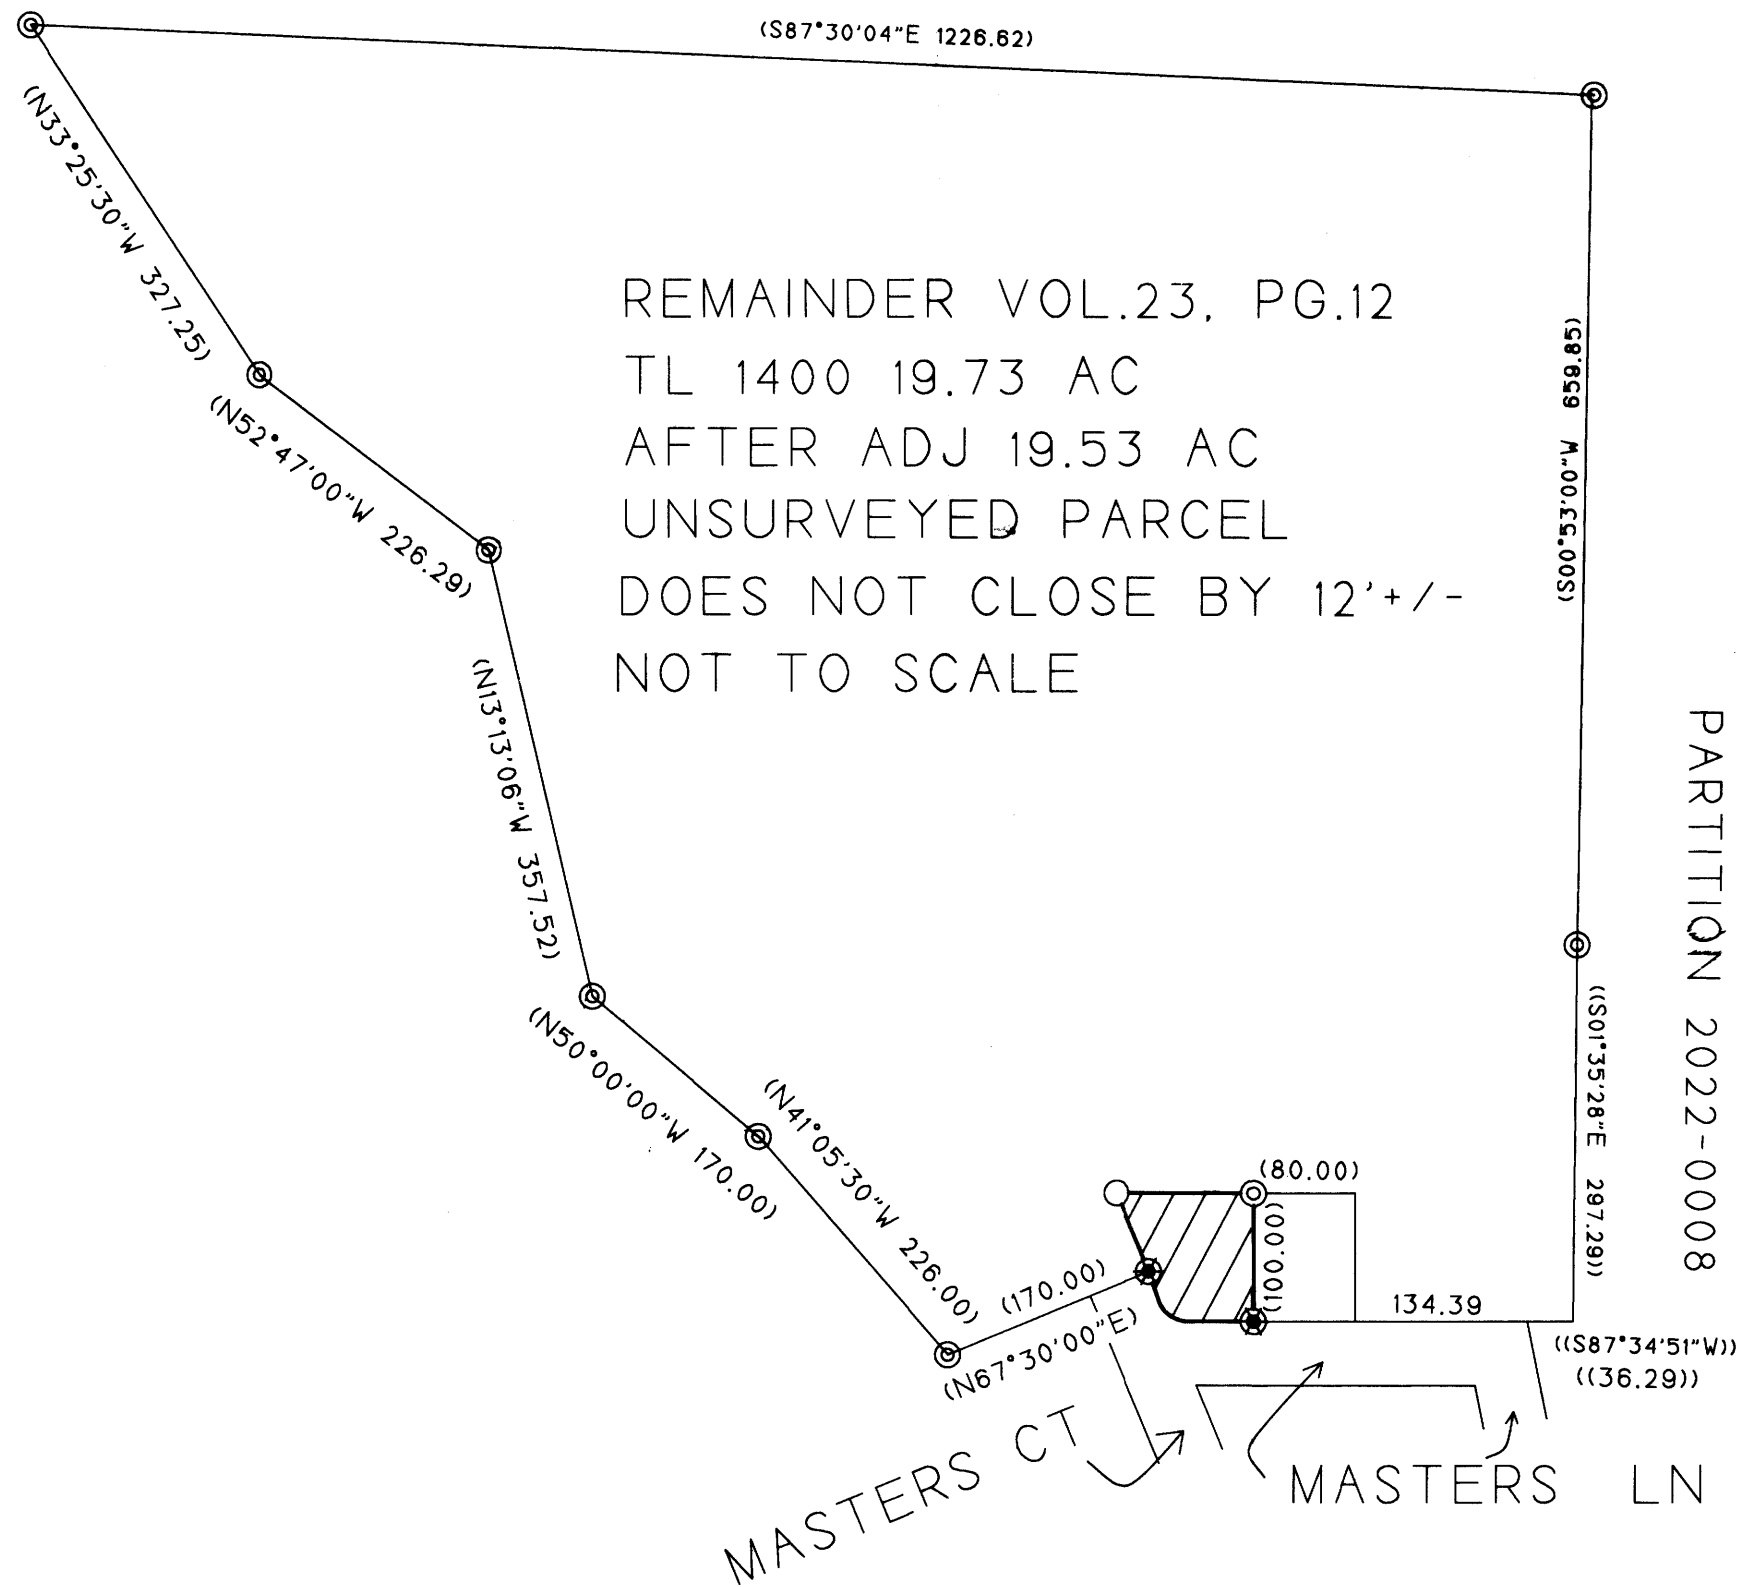 (S87°30'04"E 1226.62)
(N33°25'30"W 327.25)
(N52°47'00"W 226.29)
(N13°13'06"W 357.52)
(N50°00'00"W 170.00)
(N41°05'30"W 226.00)
REMAINDER VOL.23, PG.12
TL 1400 19.73 AC
AFTER ADJ 19.53 AC
UNSURVEYED PARCEL
DOES NOT CLOSE BY 12'+/-
NOT TO SCALE
(S00°53'00"W 659.85)
PARTITION 2022-0008
((S01°35'28"E 297.29))
(80.00)
(100.00)
(170.00)
(N67°30'00"E)
134.39
((S87°34'51"W))
((36.29))
MASTERS CT
MASTERS LN